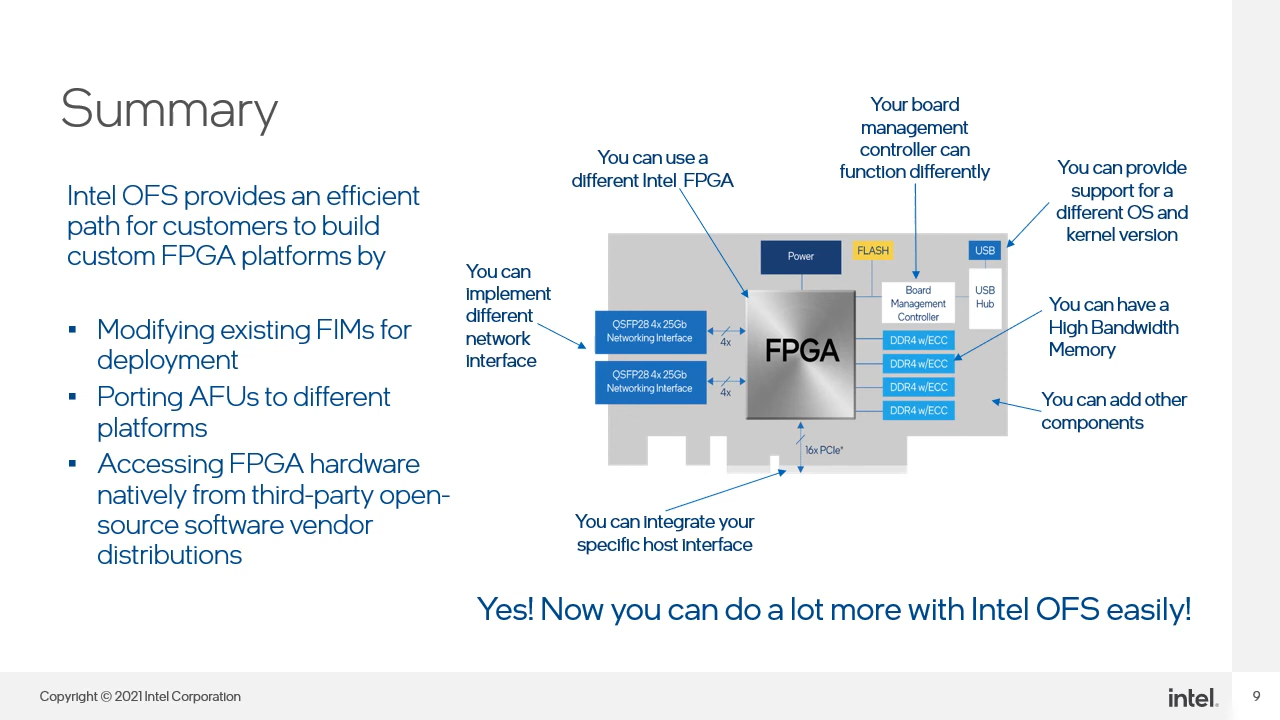 Summary
Intel OFS provides an efficient
path for customers to build
custom FPGA platforms by
▪ Modifying existing FIMs for
deployment
▪ Porting AFUs to different
platforms
▪ Accessing FPGA hardware
natively from third-party open-
source software vendor
distributions
You can
implement
different
network
interface
You can use a
different Intel FPGA
Your board
management
controller can
function differently
You can provide
support for a
different OS and
kernel version
Power
FLASH
USB
Board
Management
Controller
USB
Hub
QSFP28 4x 25Gb
Networking Interface
4x
QSFP28 4x 25Gb
Networking Interface
4x
FPGA
DDR4 w/ECC
DDR4 w/ECC
DDR4 w/ECC
DDR4 w/ECC
16x PCIe*
You can have a
High Bandwidth
Memory
You can add other
components
You can integrate your
specific host interface
Yes! Now you can do a lot more with Intel OFS easily!
Copyright © 2021 Intel Corporation
intel.
9